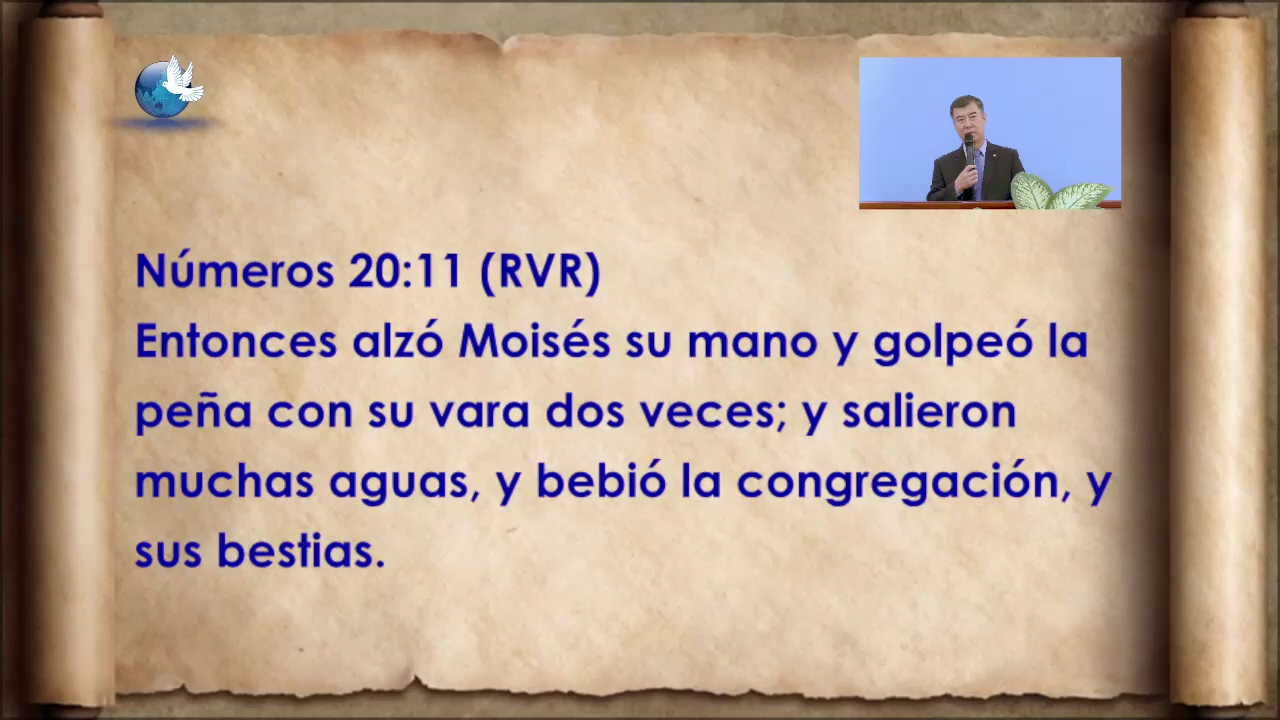 Números 20:11 (RVR)
Entonces alzó Moisés su mano y golpeó la
peña con su vara dos veces; y salieron
muchas aguas, y bebió la congregación, y
sus bestias.